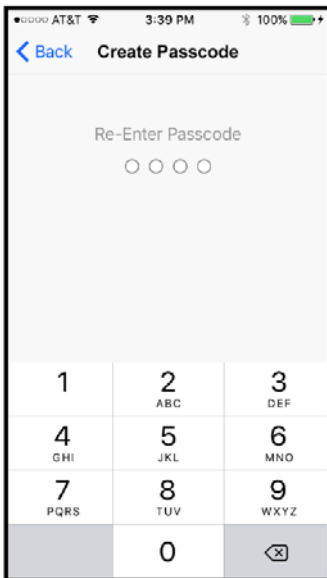 AT&T 3:39 PM 100%
Back Create Passcode
Re-Enter Passcode
1 2 3
ABC DEF
4 5 6
GHI JKL MNO
7 8 9
PQRS TUV WXYZ
0